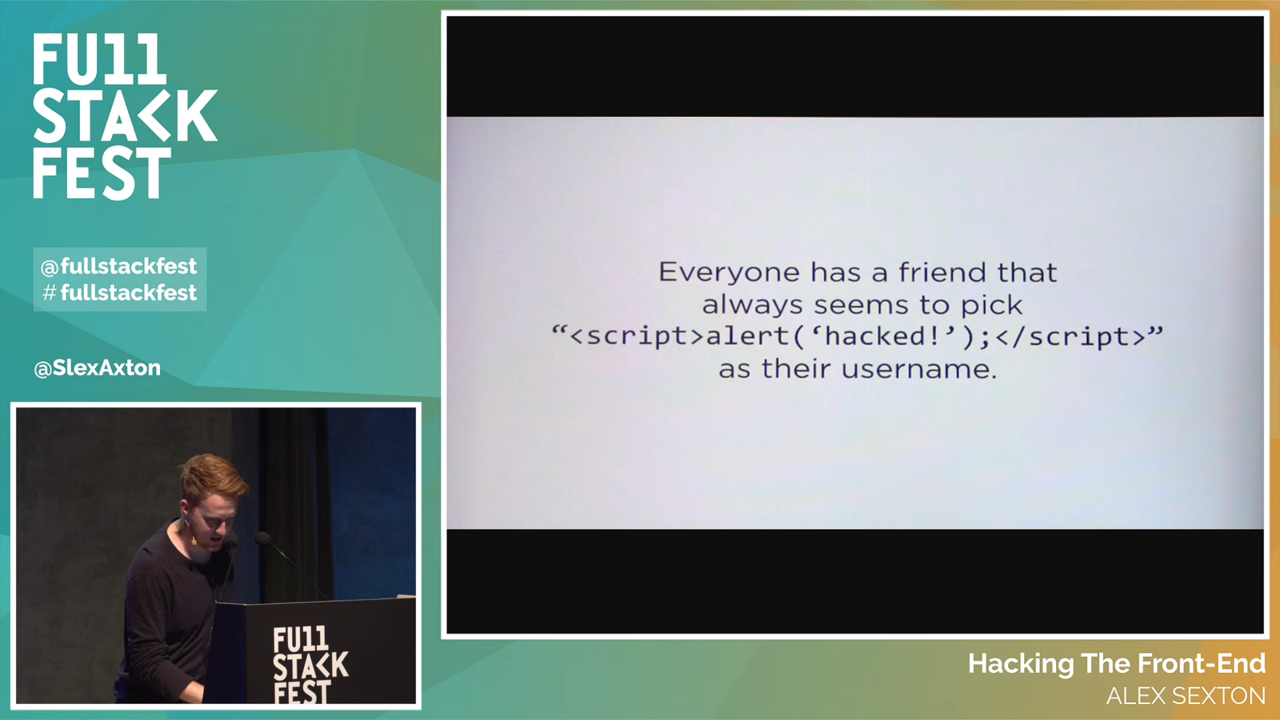 FU11
STACK
FEST
@fullstackfest
# fullstackfest
@SlexAxton
Everyone has a friend that
always seems to pick
“<script>alert(‘hacked!’);</script>”
as their username.
FU11
STACK
FEST
Hacking The Front-End
ALEX SEXTON